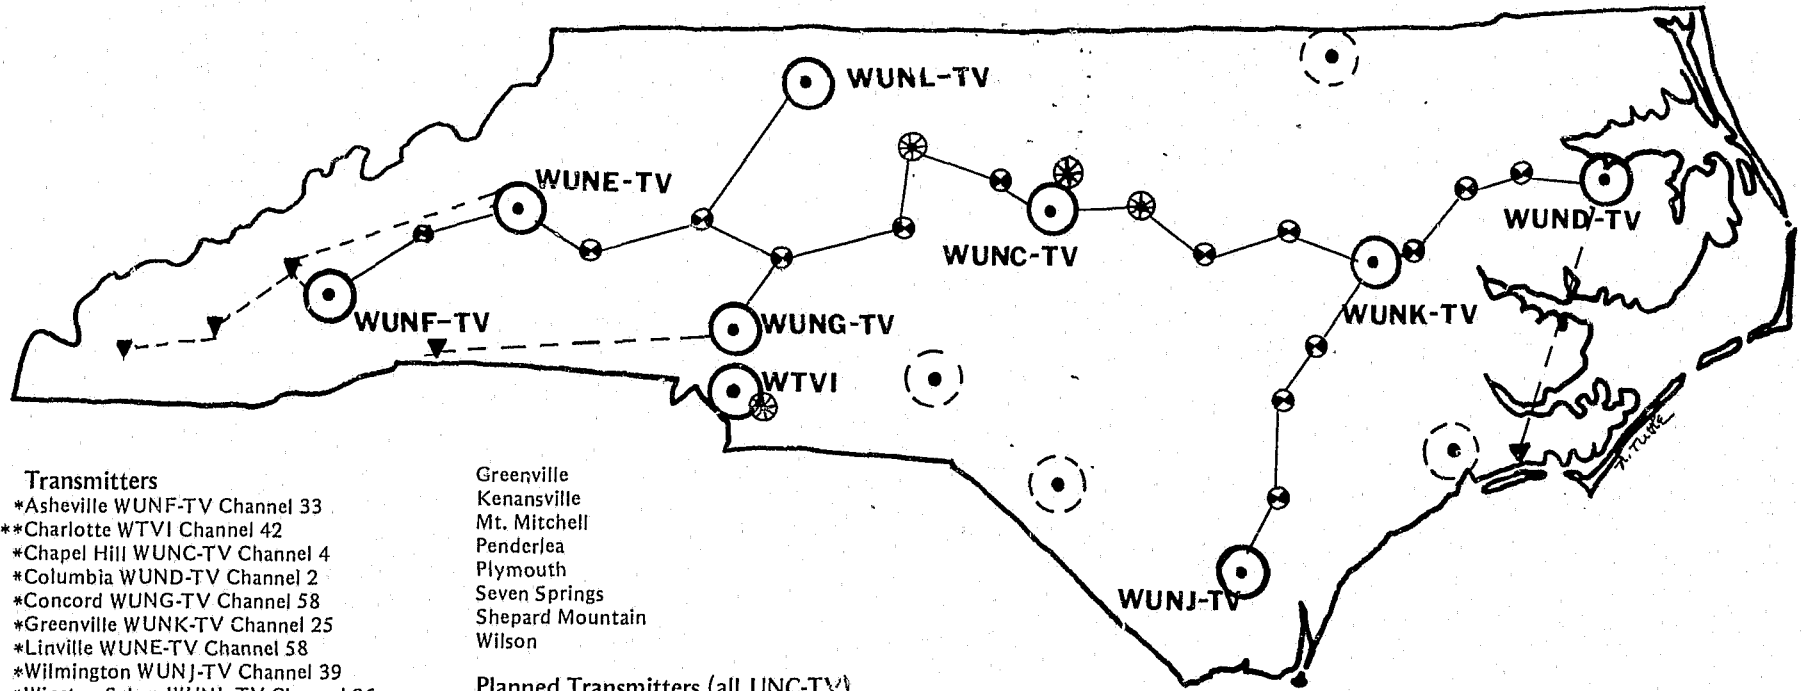 WUNL-TV
WUNE-TV
WUND-TV
WUNC-TV
WUNF-TV
WUNG-TV
WUNK-TV
WTVI
A. TUTTLE
WUNJ-TV
Transmitters
*Asheville WUNF-TV Channel 33
**Charlotte WTVI Channel 42
*Chapel Hill WUNC-TV Channel 4
*Columbia WUND-TV Channel 2
*Concord WUNG-TV Channel 58
*Greenville WUNK-TV Channel 25
*Linville WUNE-TV Channel 58
*Wilmington WUNJ-TV Channel 39
Greenville
Kenansville
Mt. Mitchell
Penderlea
Plymouth
Seven Springs
Shepard Mountain
Wilson
Planned Transmitters (all UNC-TV)